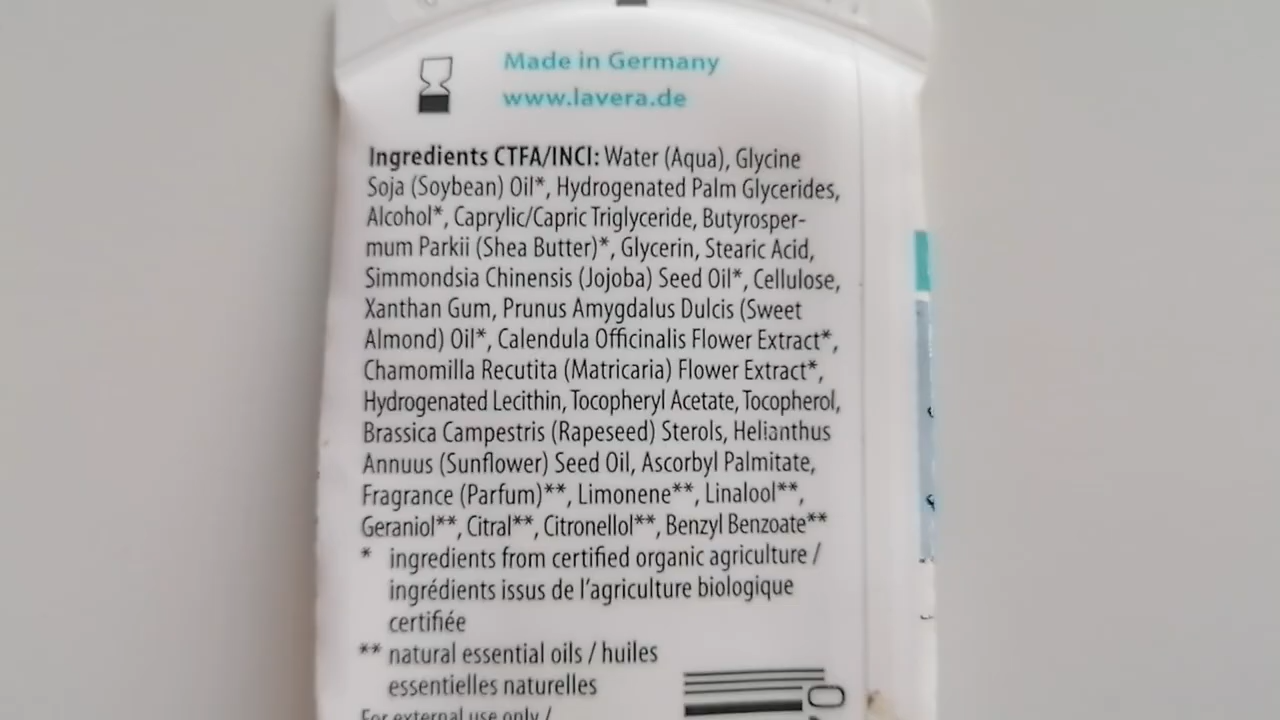 Made in Germany
www.lavera.de
Ingredients CTFA/INCI: Water (Aqua), Glycine
Soja (Soybean) Oil*, Hydrogenated Palm Glycerides,
Alcohol*, Caprylic/Capric Triglyceride, Butyrosper-
mum Parkii (Shea Butter)*, Glycerin, Stearic Acid,
Simmondsia Chinensis (Jojoba) Seed Oil*, Cellulose,
Xanthan Gum, Prunus Amygdalus Dulcis (Sweet
Almond) Oil*, Calendula Officinalis Flower Extract*,
Chamomilla Recutita (Matricaria) Flower Extract*,
Hydrogenated Lecithin, Tocopheryl Acetate, Tocopherol,
Brassica Campestris (Rapeseed) Sterols, Helianthus
Annuus (Sunflower) Seed Oil, Ascorbyl Palmitate,
Fragrance (Parfum)**, Limonene**, Linalool**,
Geraniol**, Citral**, Citronellol**, Benzyl Benzoate**
* ingredients from certified organic agriculture /
ingrédients issus de l'agriculture biologique
certifiée
** natural essential oils / huiles
essentielles naturelles
For external use only /
0